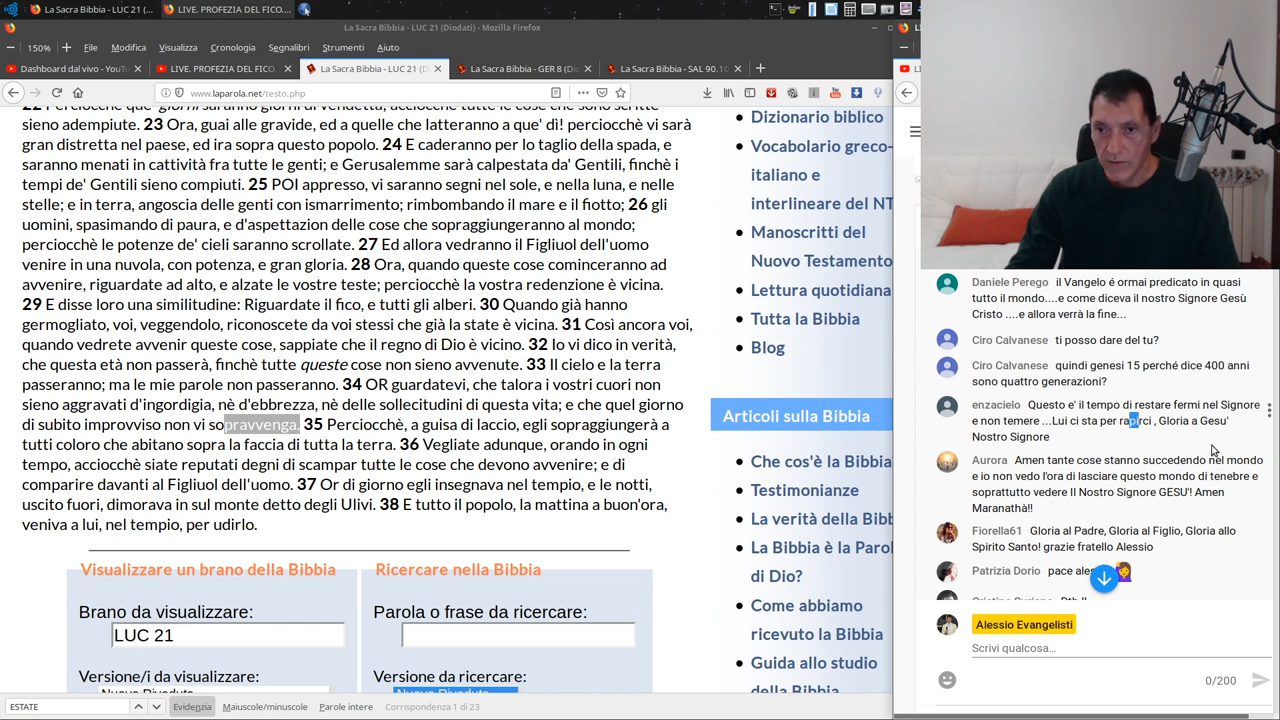 La Sacra Bibbia - LUC 21 (...
LIVE. PROFEZIA DEL FICO....
La Sacra Bibbia - LUC 21 (Diodati) - Mozilla Firefox
150%
File Modifica Visualizza Cronologia Segnalibri Strumenti Aiuto
Dashboard dal vivo - YouTu
LIVE. PROFEZIA DEL FICO.
La Sacra Bibbia - LUC 21 (D
La Sacra Bibbia - GER 8 (Di
La Sacra Bibbia - SAL 90.10
www.laparola.net/testo.php
sieno adempiute. 23 Ora, guai alle gravide, ed a quelle che latteranno a que' dì! perciocchè vi sarà
gran distretta nel paese, ed ira sopra questo popolo. 24 E caderanno per lo taglio della spada, e
saranno menati in cattività fra tutte le genti; e Gerusalemme sarà calpestata da' Gentili, finchè i
tempi de' Gentili sieno compiuti. 25 POI appresso, vi saranno segni nel sole, e nella luna, e nelle
stelle; e in terra, angoscia delle genti con ismarrimento; rimbombando il mare e il fiotto; 26 gli
uomini, spasimando di paura, e d'aspettazion delle cose che sopraggiungeranno al mondo;
perciocchè le potenze de' cieli saranno scrollate. 27 Ed allora vedranno il Figliuol dell'uomo
venire in una nuvola, con potenza, e gran gloria. 28 Ora, quando queste cose cominceranno ad
avvenire, riguardate ad alto, e alzate le vostre teste; perciocchè la vostra redenzione è vicina.
29 E disse loro una similitudine: Riguardate il fico, e tutti gli alberi. 30 Quando già hanno
germogliato, voi, veggendolo, riconoscete da voi stessi che già la state è vicina. 31 Così ancora voi,
quando vedrete avvenir queste cose, sappiate che il regno di Dio è vicino. 32 Io vi dico in verità,
che questa età non passerà, finchè tutte queste cose non sieno avvenute. 33 Il cielo e la terra
passeranno; ma le mie parole non passeranno. 34 OR guardatevi, che talora i vostri cuori non
sieno aggravati d'ingordigia, nè d'ebbrezza, nè delle sollecitudini di questa vita; e che quel giorno
di subito improvviso non vi sopravvenga. 35 Perciocchè, a guisa di laccio, egli sopraggiungerà a
tutti coloro che abitano sopra la faccia di tutta la terra. 36 Vegliate adunque, orando in ogni
tempo, acciocchè siate reputati degni di scampar tutte le cose che devono avvenire; e di
comparire davanti al Figliuol dell'uomo. 37 Or di giorno egli insegnava nel tempio, e le notti,
uscito fuori, dimorava in sul monte detto degli Ulivi. 38 E tutto il popolo, la mattina a buon'ora,
veniva a lui, nel tempio, per udirlo.
Visualizzare un brano della Bibbia
Brano da visualizzare:
LUC 21
Versione/i da visualizzare:
Ricercare nella Bibbia
Parola o frase da ricercare:
Versione da ricercare:
Dizionario biblico
Vocabolario greco-
italiano e
interlineare del NT
Manoscritti del
Nuovo Testamento
Lettura quotidiana
Tutta la Bibbia
Blog
Articoli sulla Bibbia
Che cos'è la Bibbia
Testimonianze
La verità della Bibb
La Bibbia è la Parol
di Dio?
Come abbiamo
ricevuto la Bibbia
Guida allo studio
della Bibbia
ESTATE
Evidenzia Maiuscole/minuscole Parole intere Corrispondenza 1 di 23
Daniele Perego il Vangelo é ormai predicato in quasi
tutto il mondo....e come diceva il nostro Signore Gesù
Cristo ....e allora verrà la fine...
Ciro Calvanese ti posso dare del tu?
Ciro Calvanese quindi genesi 15 perché dice 400 anni
sono quattro generazioni?
enzacielo Questo e' il tempo di restare fermi nel Signore
e non temere ...Lui ci sta per rapirci , Gloria a Gesu'
Nostro Signore
Aurora Amen tante cose stanno succedendo nel mondo
e io non vedo l'ora di lasciare questo mondo di tenebre e
soprattutto vedere Il Nostro Signore GESU'! Amen
Maranathà!!
Fiorella61 Gloria al Padre, Gloria al Figlio, Gloria allo
Spirito Santo! grazie fratello Alessio
Patrizia Dorio pace ales
Alessio Evangelisti
Scrivi qualcosa...
0/200